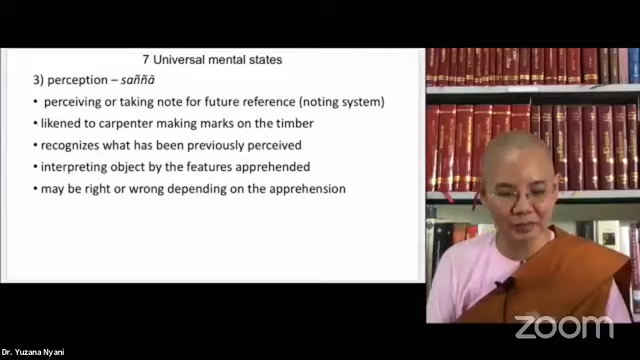 7 Universal mental states
3) perception – saññā
• perceiving or taking note for future reference (noting system)
• likened to carpenter making marks on the timber
• recognizes what has been previously perceived
• interpreting object by the features apprehended
• may be right or wrong depending on the apprehension
zoom
Dr. Yuzana Nyani